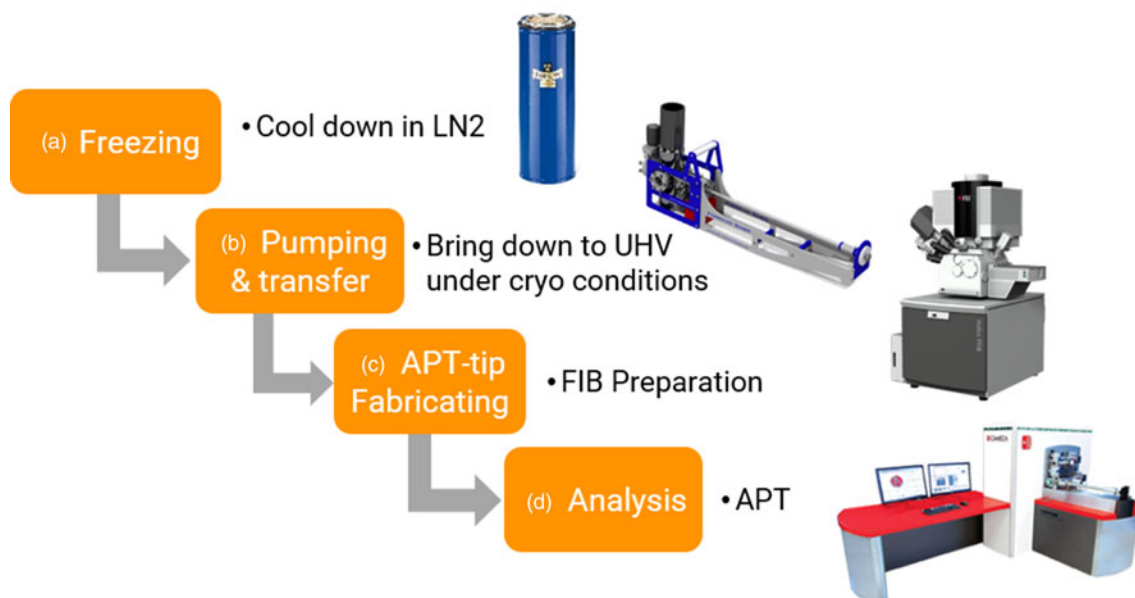 (a) Freezing
• Cool down in LN2
(b) Pumping
& transfer
• Bring down to UHV
under cryo conditions
(c) APT-tip
Fabricating
• FIB Preparation
(d) Analysis
• APT
CAMECA